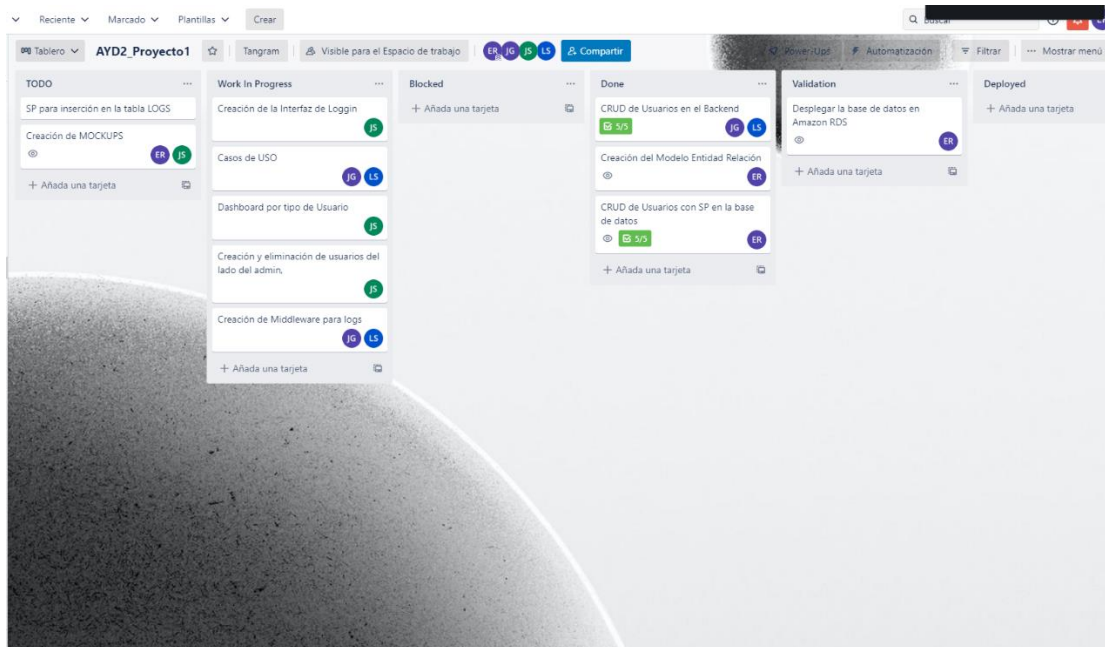 Reciente Marcado Plantillas Crear
Tablero AYD2_Proyecto1 Tangram Visible para el Espacio de trabajo ER JG JS LS Compartir Power-Ups Automatización Filtrar ··· Mostrar menú
TODO ···
SP para inserción en la tabla LOGS
Creación de MOCKUPS
ER JS
+ Añada una tarjeta
Work In Progress ···
Creación de la Interfaz de Loggin
JS
Casos de USO
JG LS
Dashboard por tipo de Usuario
JS
Creación y eliminación de usuarios del
lado del admin,
JS
Creación de Middleware para logs
JG LS
+ Añada una tarjeta
Blocked ···
+ Añada una tarjeta
Done ···
CRUD de Usuarios en el Backend
5/5 JG LS
Creación del Modelo Entidad Relación
ER
CRUD de Usuarios con SP en la base
de datos
5/5 ER
+ Añada una tarjeta
Validation ···
Desplegar la base de datos en
Amazon RDS
ER
+ Añada una tarjeta
Deployed
+ Añada una tarjeta